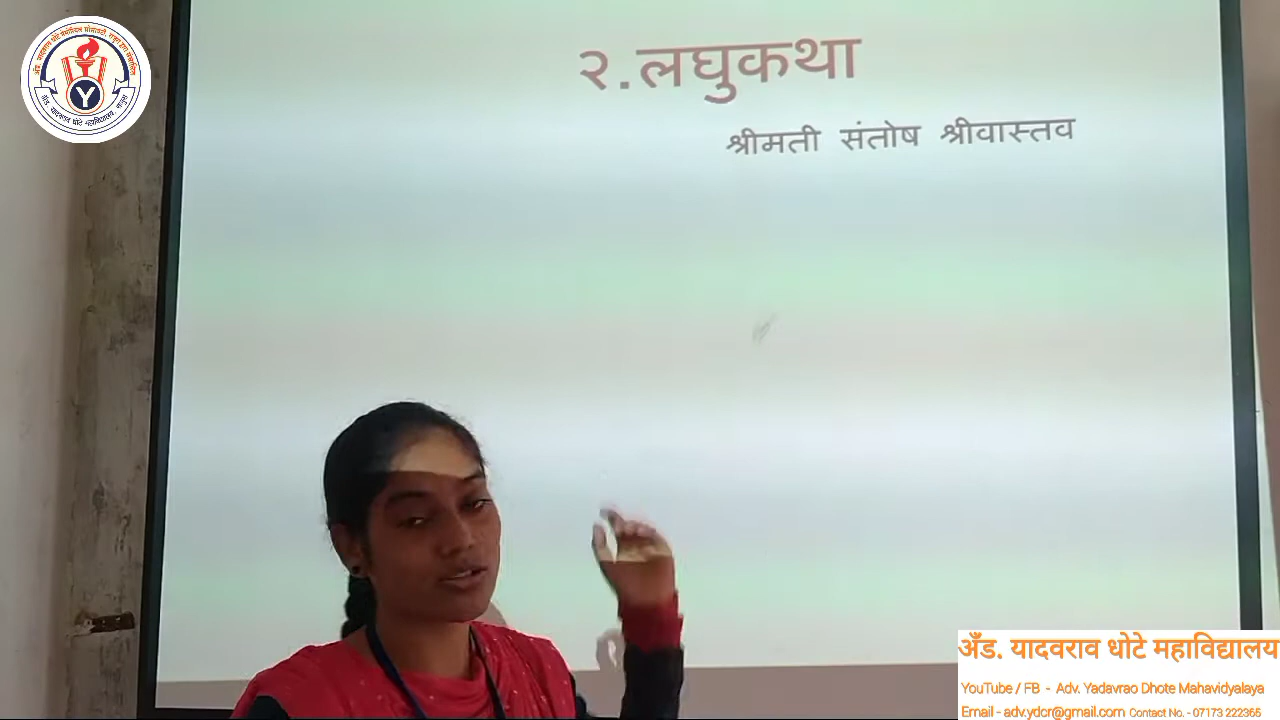 २.लघुकथा
श्रीमती संतोष श्रीवास्तव
Y
अँड. यादवराव धोटे महाविद्यालय
YouTube / FB - Adv. Yadavrao Dhote Mahavidyalaya
Email - adv.ydcr@gmail.com Contact No. - 07173 222365